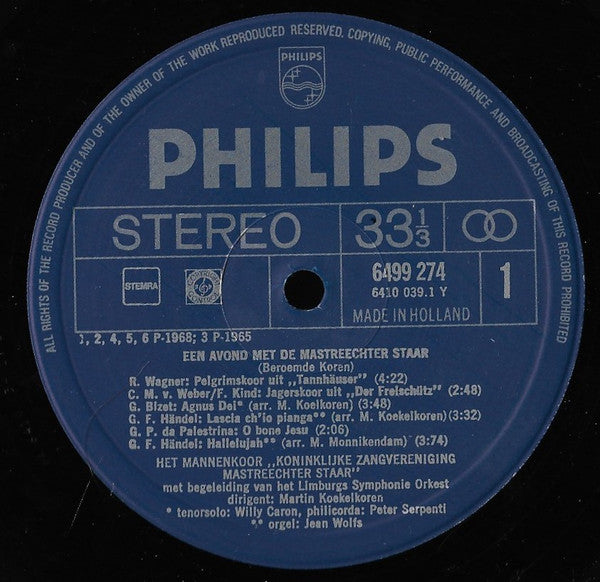 ALL RIGHTS OF THE RECORD PRODUCER AND OF THE OWNER OF THE WORK REPRODUCED RESERVED. COPYING, PUBLIC PERFORMANCE AND BROADCASTING OF THIS RECORD PROHIBITED
PHILIPS
PHILIPS
STEREO 33 1/3
STEMRA
6499 274
6410 039.1 Y
1
MADE IN HOLLAND
1, 2, 4, 5, 6 P-1968; 3 P-1965
EEN AVOND MET DE MASTREECHTER STAAR
(Beroemde Koren)
R. Wagner: Pelgrimskoor uit ,,Tannhäuser" (4:22)
C. M. v. Weber/F. Kind: Jagerskoor uit ,,Der Freischütz" (2:48)
G. Bizet: Agnus Dei* (arr. M. Koelkoren) (3:48)
G. F. Händel: Lascia ch'io pianga** (arr. M. Koekelkoren) (3:32)
G. P. da Palestrina: O bone Jesu (2:06)
G. F. Händel: Hallelujah** (arr. M. Monnikendam) (3:74)
HET MANNENKOOR ,,KONINKLIJKE ZANGVERENIGING
MASTREECHTER STAAR"
met begeleiding van het Limburgs Symphonie Orkest
dirigent: Martin Koekelkoren
* tenorsolo: Willy Caron, philicorda: Peter Serpenti
** orgel: Jean Wolfs